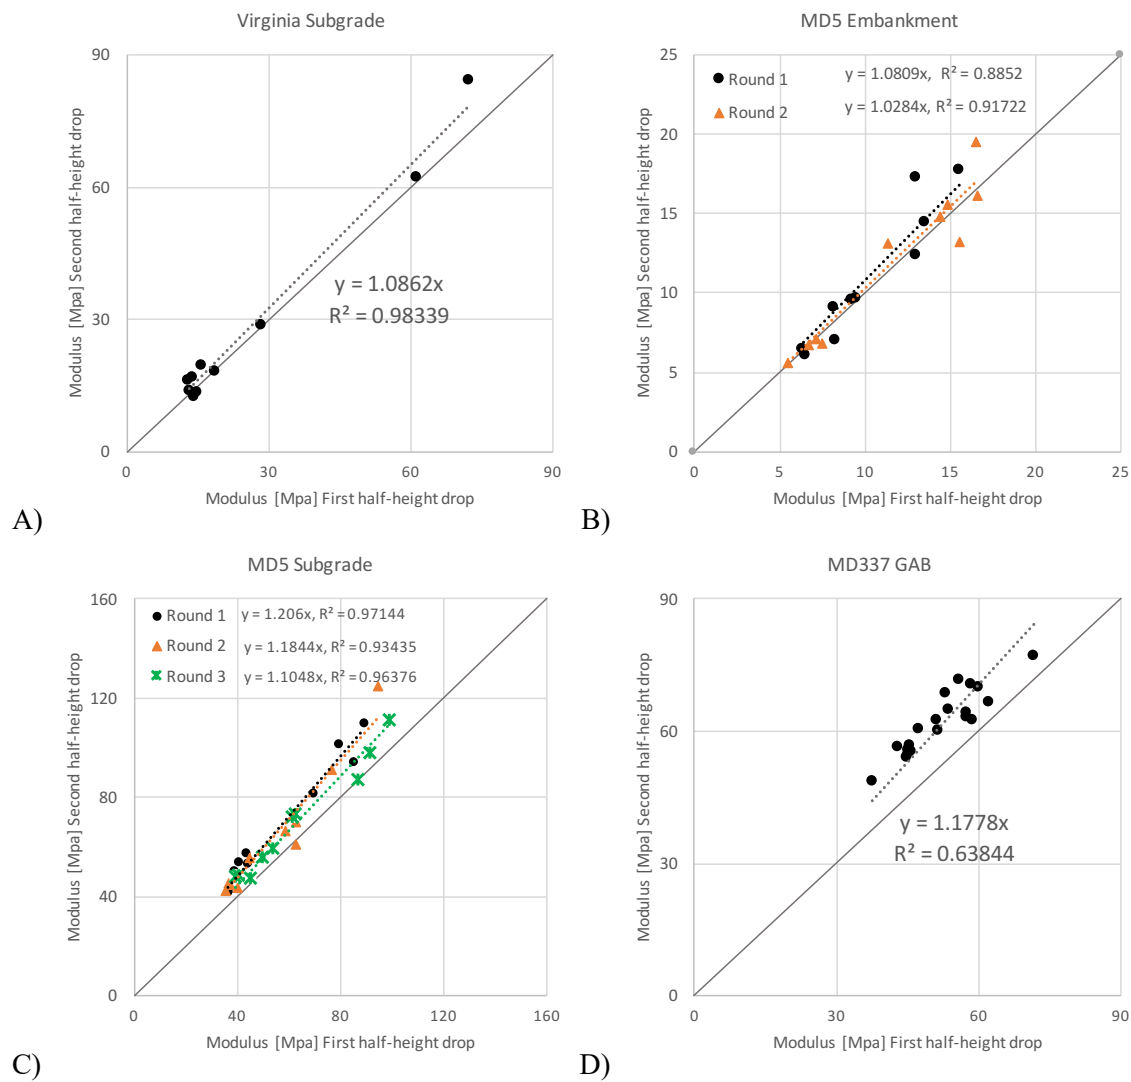 Virginia Subgrade
90
60
30
0
0
30
60
90
Modulus [Mpa] Second half-height drop
Modulus [Mpa] First half-height drop
y = 1.0862x
R² = 0.98339
A)
MD5 Embankment
25
20
15
10
5
0
0
5
10
15
20
25
Modulus [Mpa] Second half-height drop
Modulus [Mpa] First half-height drop
Round 1
y = 1.0809x, R² = 0.8852
Round 2
y = 1.0284x, R² = 0.91722
B)
MD5 Subgrade
160
120
80
40
0
0
40
80
120
160
Modulus [Mpa] Second half-height drop
Modulus [Mpa] First half-height drop
Round 1
y = 1.206x, R² = 0.97144
Round 2
y = 1.1844x, R² = 0.93435
Round 3
y = 1.1048x, R² = 0.96376
C)
MD337 GAB
90
60
30
0
0
30
60
90
Modulus [Mpa] Second half-height drop
Modulus [Mpa] First half-height drop
y = 1.1778x
R² = 0.63844
D)